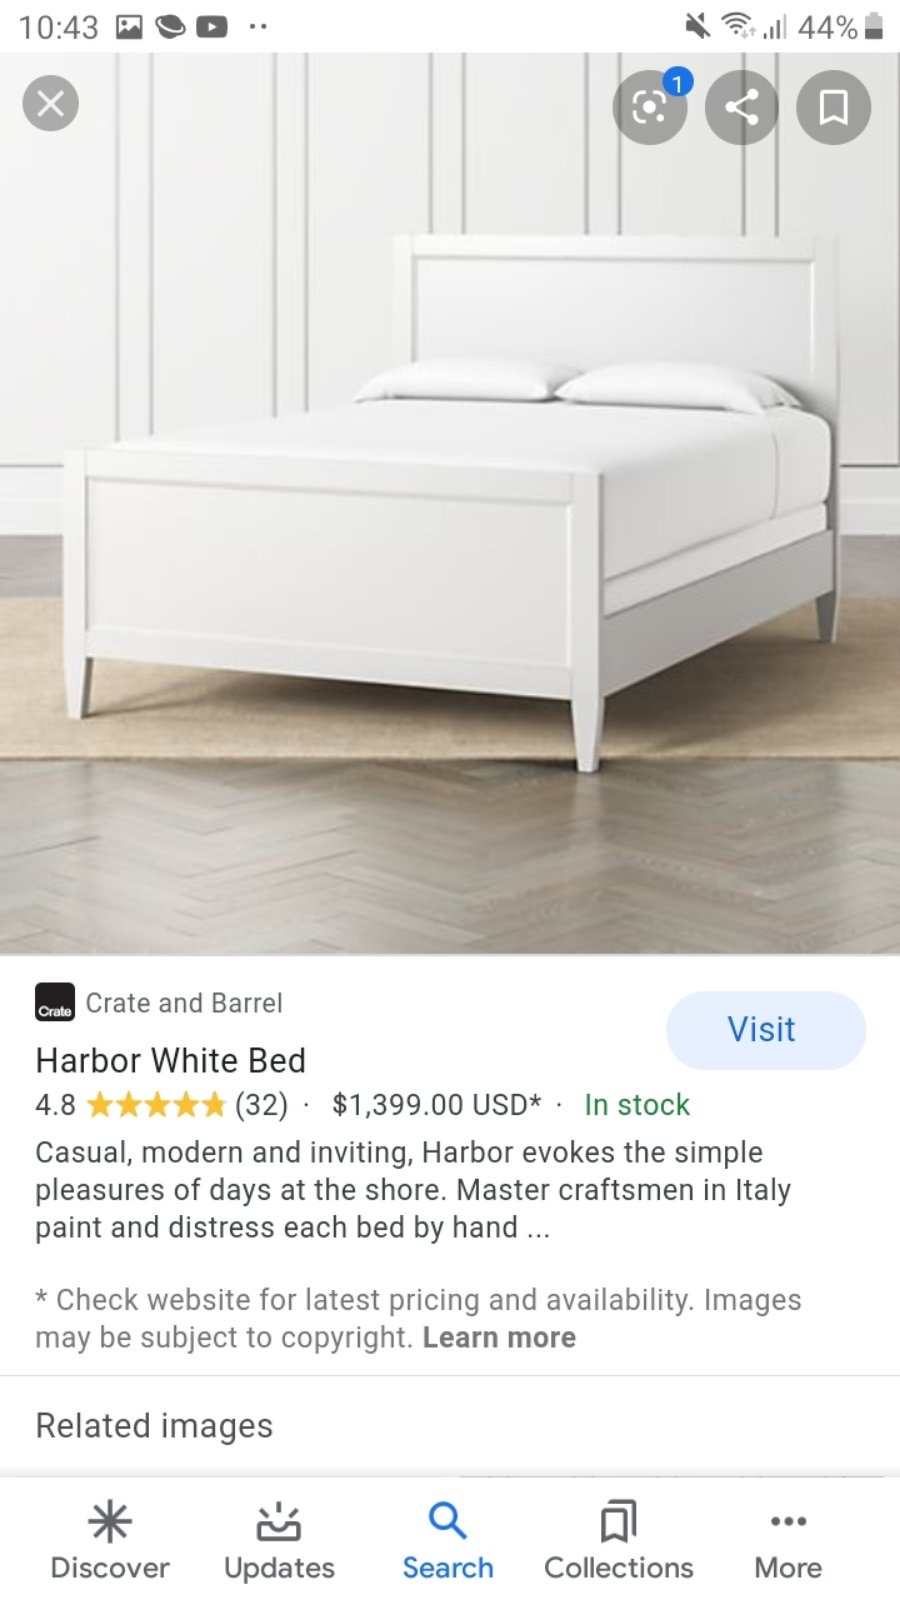 10:43
44%
1
Crate
Crate and Barrel
Visit
Harbor White Bed
4.8 ★★★★★ (32) · $1,399.00 USD* · In stock
Casual, modern and inviting, Harbor evokes the simple
pleasures of days at the shore. Master craftsmen in Italy
paint and distress each bed by hand ...
* Check website for latest pricing and availability. Images
may be subject to copyright. Learn more
Related images
Discover
Updates
Search
Collections
More